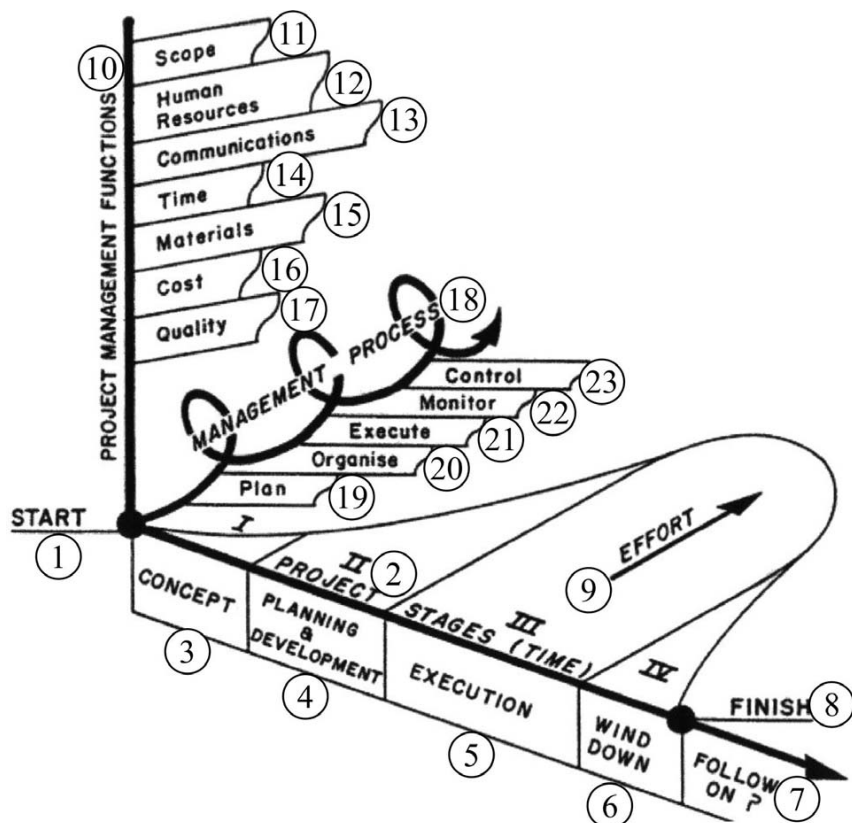 Scope
11
10
Human
Resources
12
Communications
13
Time
14
Materials
15
Cost
16
Quality
17
PROJECT MANAGEMENT FUNCTIONS
MANAGEMENT PROCESS
18
Control
23
Monitor
22
Execute
21
Organise
20
Plan
19
START
1
I
II
2
PROJECT STAGES (TIME)
III
IV
EFFORT
9
CONCEPT
3
PLANNING
&
DEVELOPMENT
4
EXECUTION
5
WIND
DOWN
6
FINISH
8
FOLLOW
ON ?
7